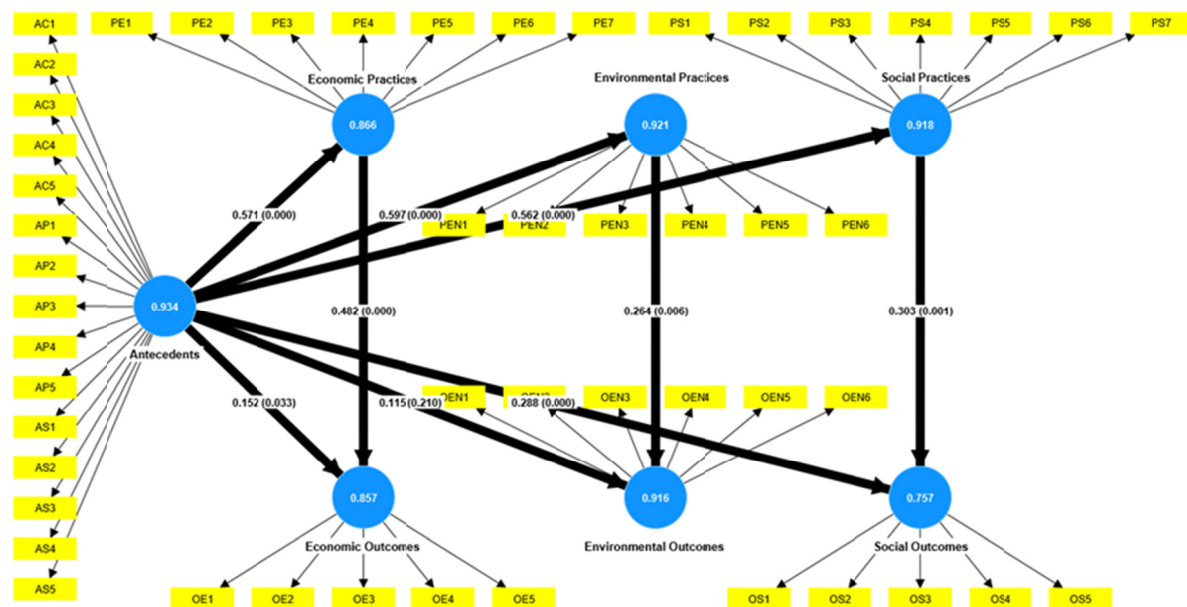 AC1 PE1 PE2 PE3 PE4 PE5 PE6 PE7 PS1 PS2 PS3 PS4 PS5 PS6 PS7
AC2
Economic Practices Environmental Practices Social Practices
AC3
0.866 0.921 0.918
AC4
AC5
0.571 (0.000) 0.597(0.000) 0.562 (0.000)
AP1 PEN1 PEN2 PEN3 PEN4 PEN5 PEN6
AP2
AP3 0.934
0.482 (0.000) 0.264 (0.006) 0.303 (0.001)
AP4
Antecedents
AP5
0.152 (0.033) 0.115(0.210) 0.288 (0.000)
OEN1 OEN3 OEN4 OEN5 OEN6
AS1
AS2
0.857 0.916 0.757
AS3
AS4 Economic Outcomes Environmental Outcomes Social Outcomes
AS5
OE1 OE2 OE3 OE4 OE5 OS1 OS2 OS3 OS4 OS5